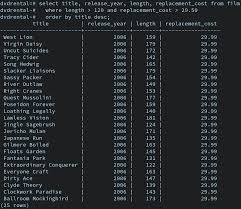 dvdrental=# select title, release_year, length, replacement_cost from film
dvdrental-# where length > 120 and replacement_cost > 29.50
dvdrental-# order by title desc;
title | release_year | length | replacement_cost
West Lion | 2006 | 159 | 29.99
Virgin Daisy | 2006 | 179 | 29.99
Uncut Suicides | 2006 | 172 | 29.99
Tracy Cider | 2006 | 142 | 29.99
Song Hedwig | 2006 | 165 | 29.99
Slacker Liaisons | 2006 | 179 | 29.99
Sassy Packer | 2006 | 154 | 29.99
River Outlaw | 2006 | 149 | 29.99
Right Cranes | 2006 | 153 | 29.99
Quest Mussolini | 2006 | 177 | 29.99
Poseidon Forever | 2006 | 159 | 29.99
Loathing Legally | 2006 | 140 | 29.99
Lawless Vision | 2006 | 181 | 29.99
Jingle Sagebrush | 2006 | 124 | 29.99
Jericho Mulan | 2006 | 171 | 29.99
Japanese Run | 2006 | 135 | 29.99
Gilmore Boiled | 2006 | 163 | 29.99
Floats Garden | 2006 | 145 | 29.99
Fantasia Park | 2006 | 131 | 29.99
Extraordinary Conquerer | 2006 | 122 | 29.99
Everyone Craft | 2006 | 163 | 29.99
Dirty Ace | 2006 | 147 | 29.99
Clyde Theory | 2006 | 139 | 29.99
Clockwork Paradise | 2006 | 143 | 29.99
Ballroom Mockingbird | 2006 | 173 | 29.99